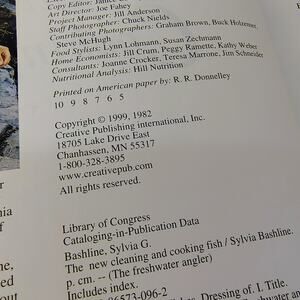 Copy Editor: Janice
Art Director: Joe Fahey
Project Manager: Jill Anderson
Staff Photographer: Chuck Nields
Contributing Photographers: Graham Brown, Buck Holzemer,
Steve McHugh
Food Stylists: Lynn Lohmann, Susan Zechmann
Home Economists: Jill Crum, Peggy Ramette, Kathy Weber
Consultants: Joanne Crocker, Teresa Marrone, Jim Schneider
Nutritional Analysis: Hill Nutrition
Printed on American paper by: R. R. Donnelley
10 9 8 7 6 5
Copyright © 1999, 1982
Creative Publishing international, Inc.
18705 Lake Drive East
Chanhassen, MN 55317
1-800-328-3895
www.creativepub.com
All rights reserved.
Library of Congress
Cataloging-in-Publication Data
Bashline, Sylvia G.
The new cleaning and cooking fish / Sylvia Bashline.
p. cm. -- (The freshwater angler)
Includes index.
86573-096-2
Dressing of. I. Title.